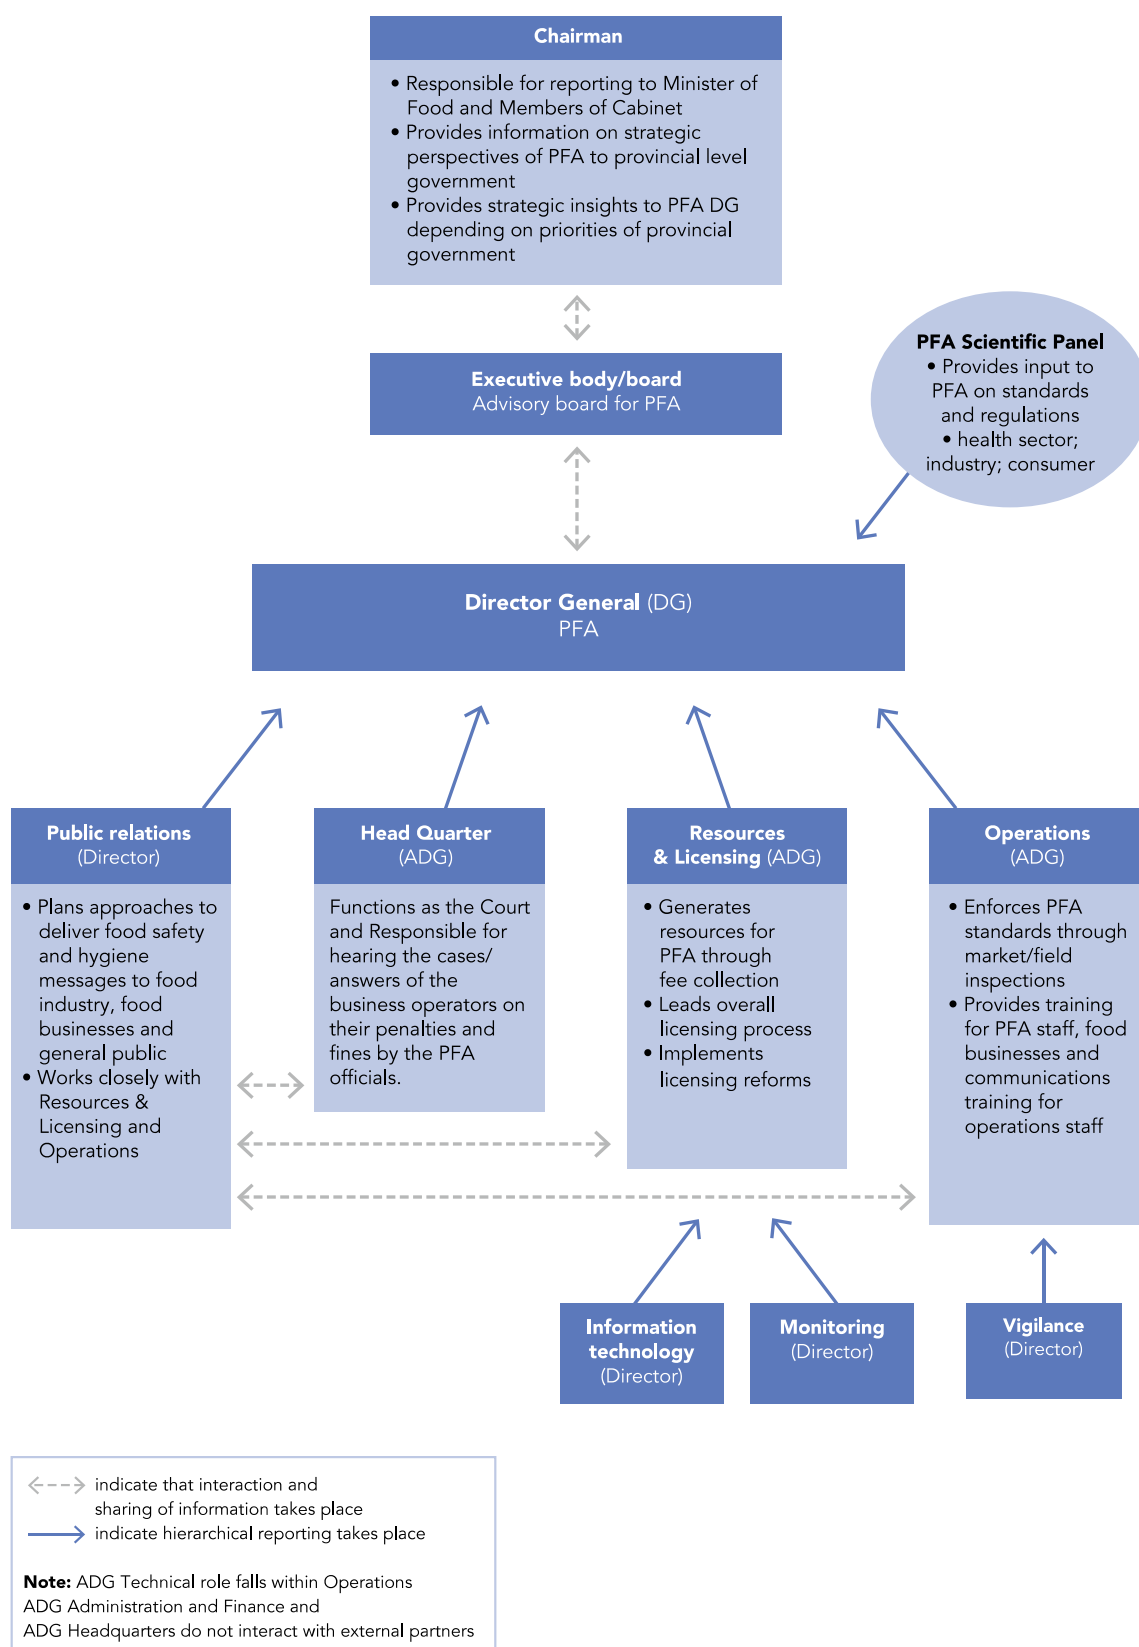 Chairman
• Responsible for reporting to Minister of
Food and Members of Cabinet
• Provides information on strategic
perspectives of PFA to provincial level
government
• Provides strategic insights to PFA DG
depending on priorities of provincial
government
Executive body/board
Advisory board for PFA
PFA Scientific Panel
• Provides input to
PFA on standards
and regulations
• health sector;
industry; consumer
Director General (DG)
PFA
Public relations
(Director)
• Plans approaches to
deliver food safety
and hygiene
messages to food
industry, food
businesses and
general public
• Works closely with
Resources &
Licensing and
Operations
Head Quarter
(ADG)
Functions as the Court
and Responsible for
hearing the cases/
answers of the
business operators on
their penalties and
fines by the PFA
officials.
Resources
& Licensing (ADG)
• Generates
resources for
PFA through
fee collection
• Leads overall
licensing process
• Implements
licensing reforms
Operations
(ADG)
• Enforces PFA
standards through
market/field
inspections
• Provides training
for PFA staff, food
businesses and
communications
training for
operations staff
Information
technology
(Director)
Monitoring
(Director)
Vigilance
(Director)
indicate that interaction and
sharing of information takes place
indicate hierarchical reporting takes place
Note: ADG Technical role falls within Operations
ADG Administration and Finance and
ADG Headquarters do not interact with external partners